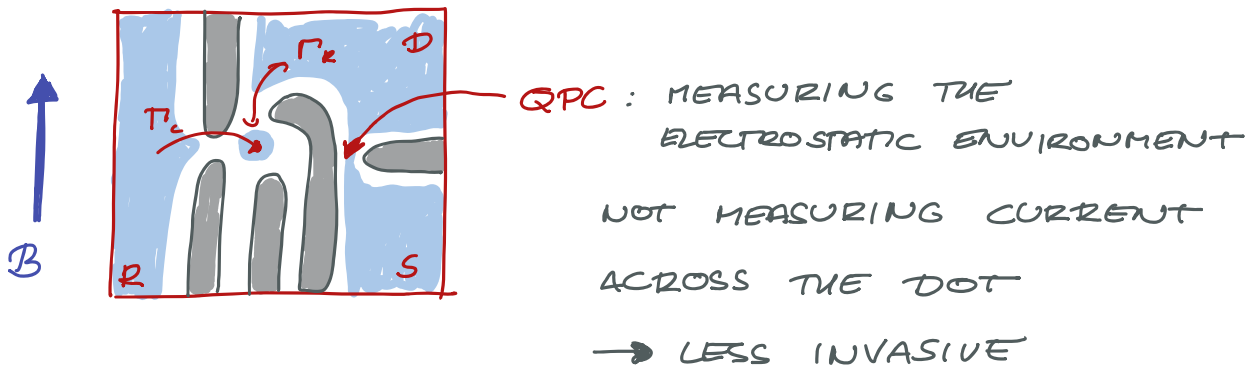 Γ_R
D
Γ_L
QPC : MEASURING THE
ELECTROSTATIC ENVIRONMENT
NOT MEASURING CURRENT
B
R
S
ACROSS THE DOT
→ LESS INVASIVE